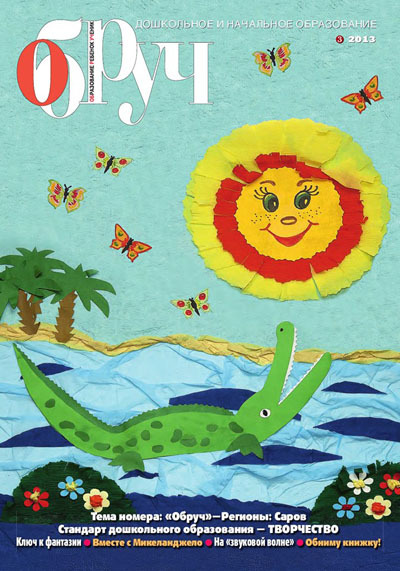 ДОШКОЛЬНОЕ И НАЧАЛЬНОЕ ОБРАЗОВАНИЕ
Обруч
ОБРАЗОВАНИЕ РЕБЕНОК УЧЕНИК
3 2013
Тема номера: «Обруч»—Регионы: Саров
Стандарт дошкольного образования — ТВОРЧЕСТВО
Ключ к фантазии ● Вместе с Микеланджело ● На «звуковой волне» ● Обниму книжку!